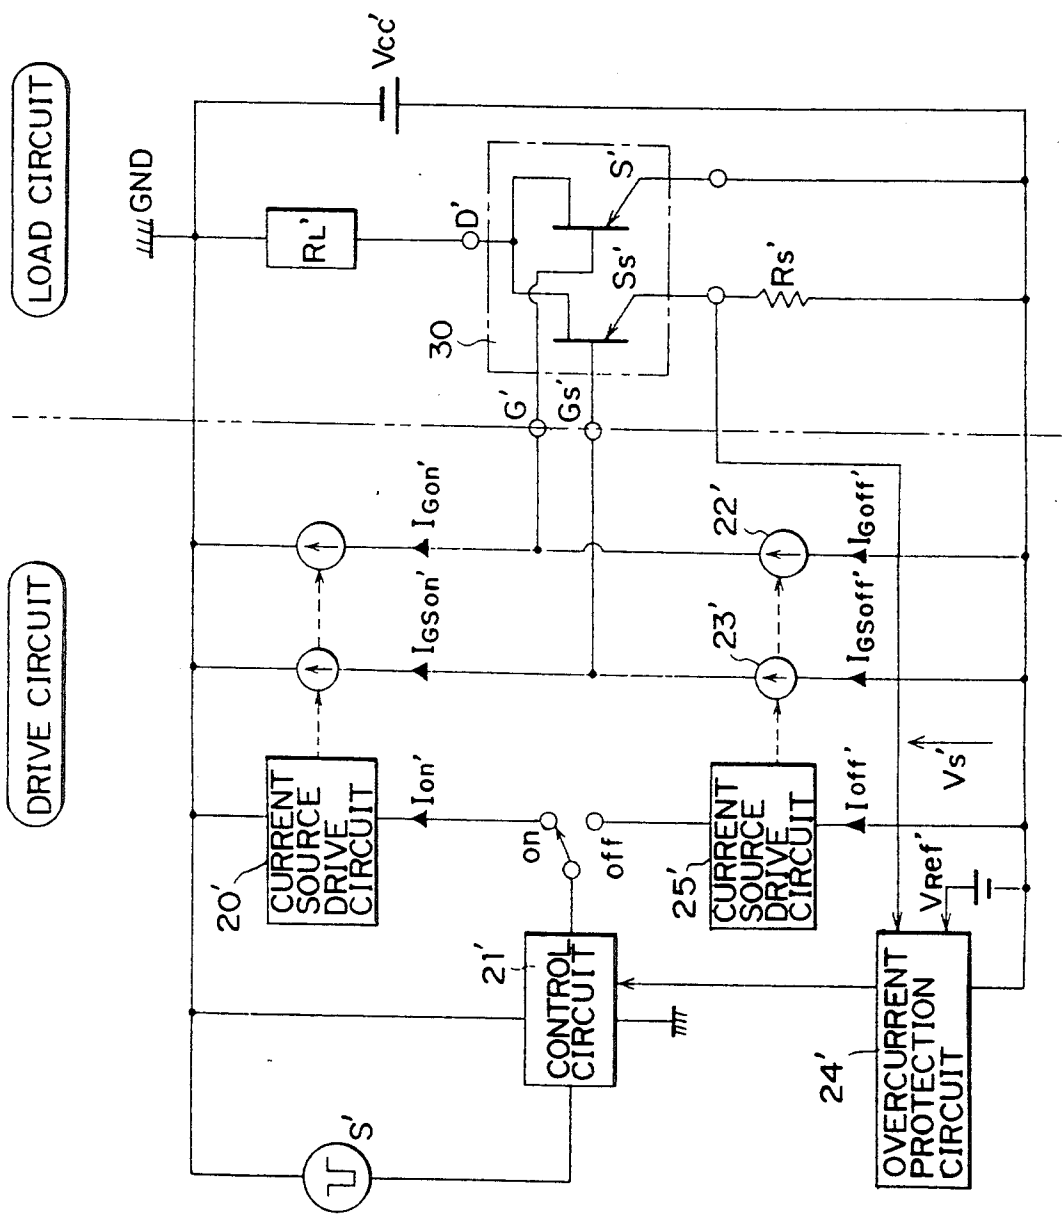 DRIVE CIRCUIT
LOAD CIRCUIT
GND
S'
20'
CURRENT
SOURCE
DRIVE
CIRCUIT
Ion'
IGSon'
IGon'
RL'
Vcc'
D'
21'
CONTROL
CIRCUIT
on
off
G'
Gs'
30
Ss'
S'
25'
CURRENT
SOURCE
DRIVE
CIRCUIT
23'
22'
Rs'
Ioff'
IGSoff'
IGoff'
24'
OVERCURRENT
PROTECTION
CIRCUIT
VRef'
Vs'